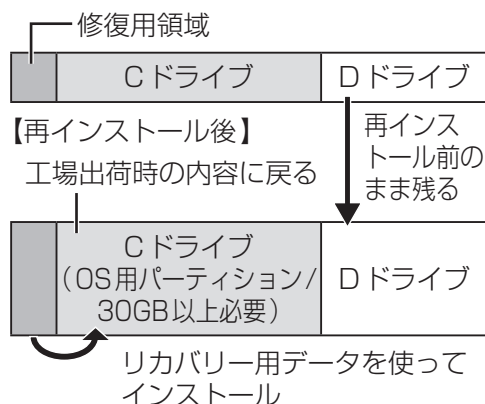 修復用領域
Cドライブ
Dドライブ
【再インストール後】
工場出荷時の内容に戻る
再インス
トール前の
まま残る
Cドライブ
（OS用パーティション/
30GB以上必要）
Dドライブ
リカバリー用データを使って
インストール